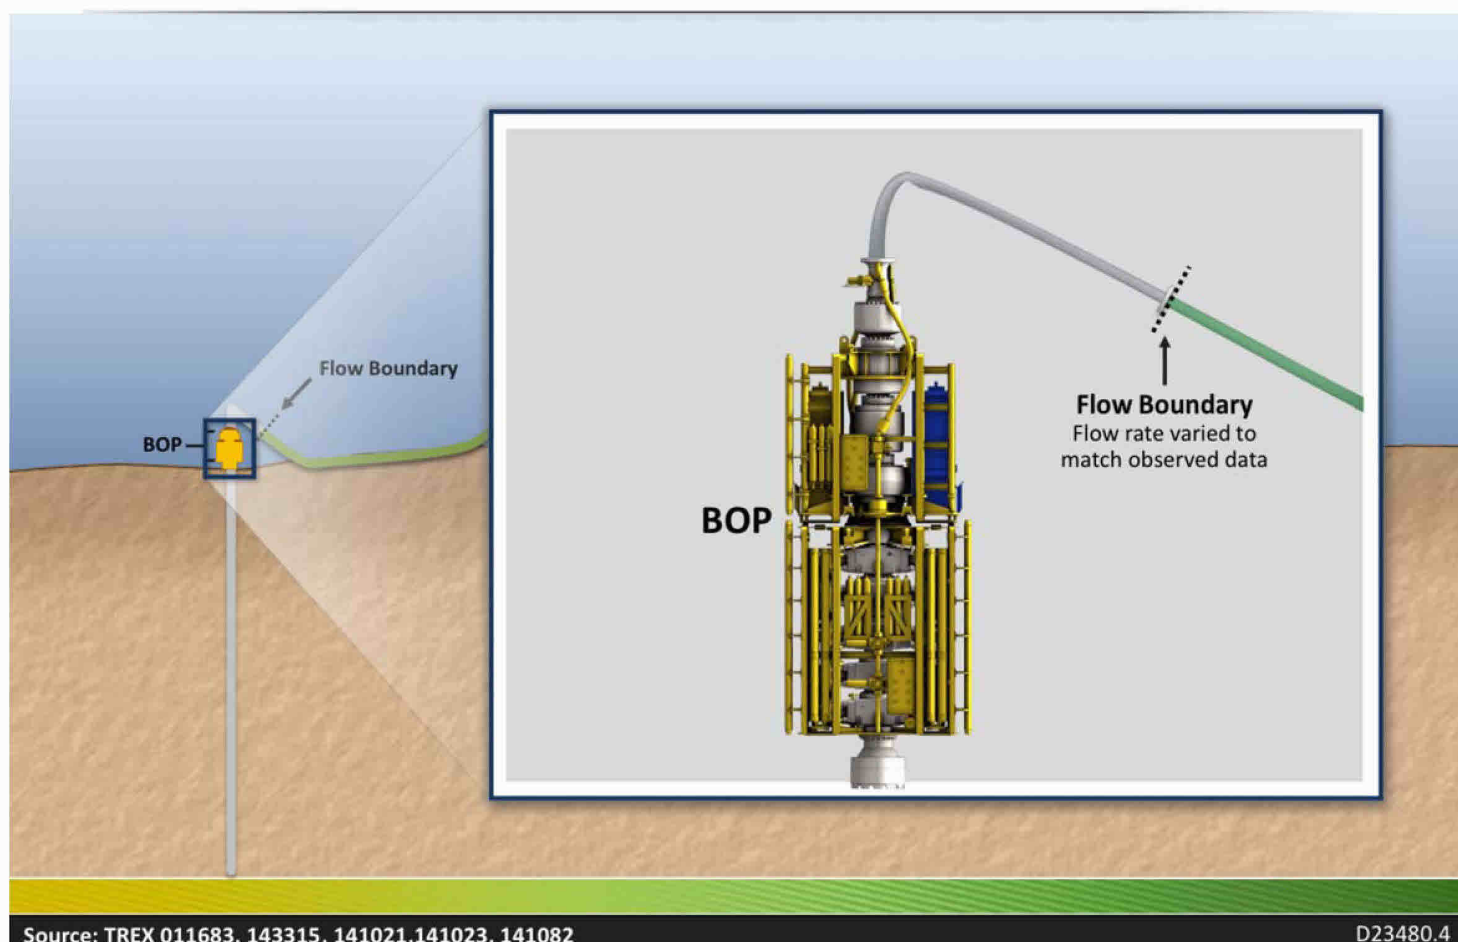 Flow Boundary
BOP
BOP
Flow Boundary
Flow rate varied to
match observed data
Source: TREX 011683, 143315, 141021,141023, 141082
D23480.4